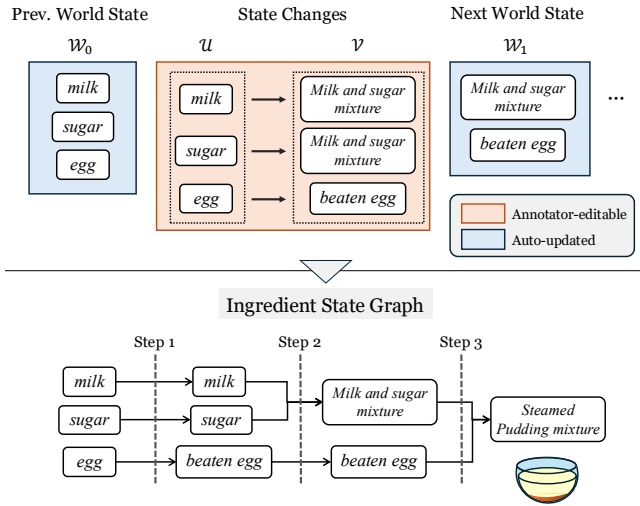 Prev. World State
State Changes
Next World State
𝒲₀
𝒰
𝒱
𝒲₁
milk
sugar
egg
milk
Milk and sugar
mixture
sugar
Milk and sugar
mixture
egg
beaten egg
Milk and sugar
mixture
beaten egg
...
Annotator-editable
Auto-updated
Ingredient State Graph
Step 1
Step 2
Step 3
milk
milk
sugar
sugar
Milk and sugar
mixture
egg
beaten egg
beaten egg
Steamed
Pudding mixture